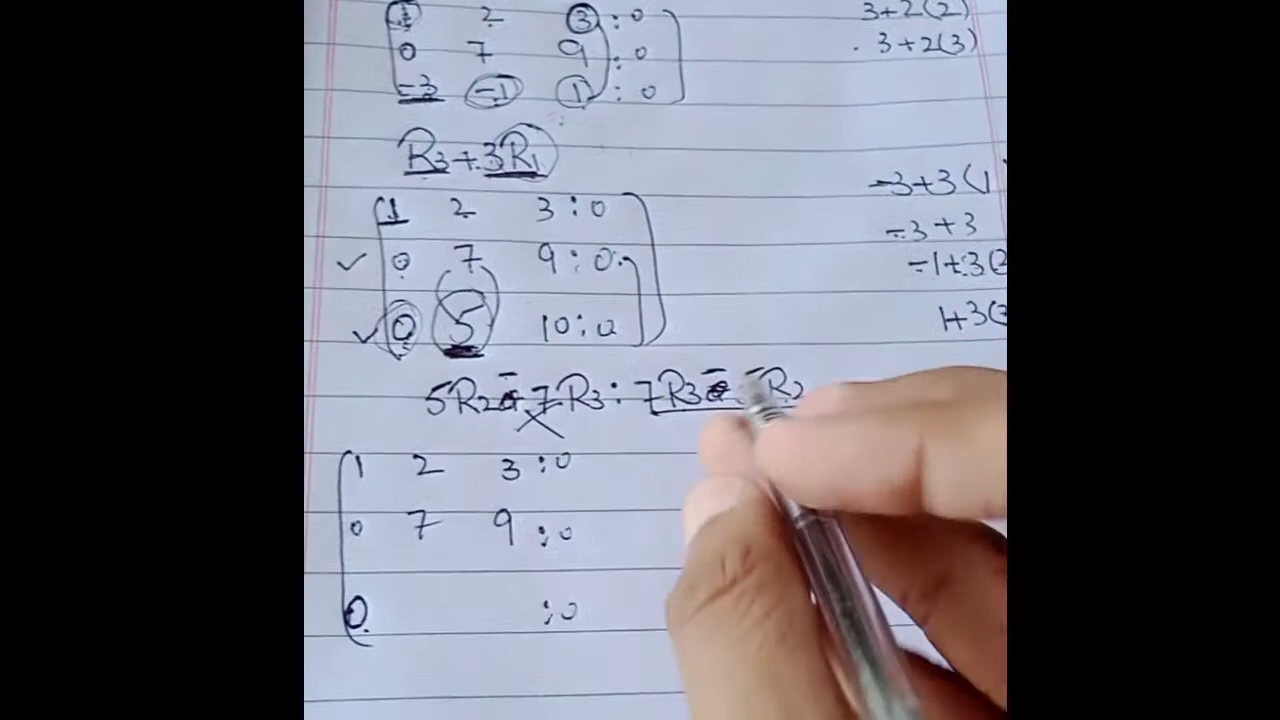 1 2 3 : 0
3+2(2)
0 7 9 : 0
3+2(3)
-3 -1 1 : 0
R3+3R1
-3+3(1
1 2 3 : 0
-3+3
0 7 9 : 0
-1+3(2
0 5 10 : 0
1+3(3
5R2 - 7R3 : 7R3 - 5R2
1 2 3 : 0
0 7 9 : 0
0 : 0